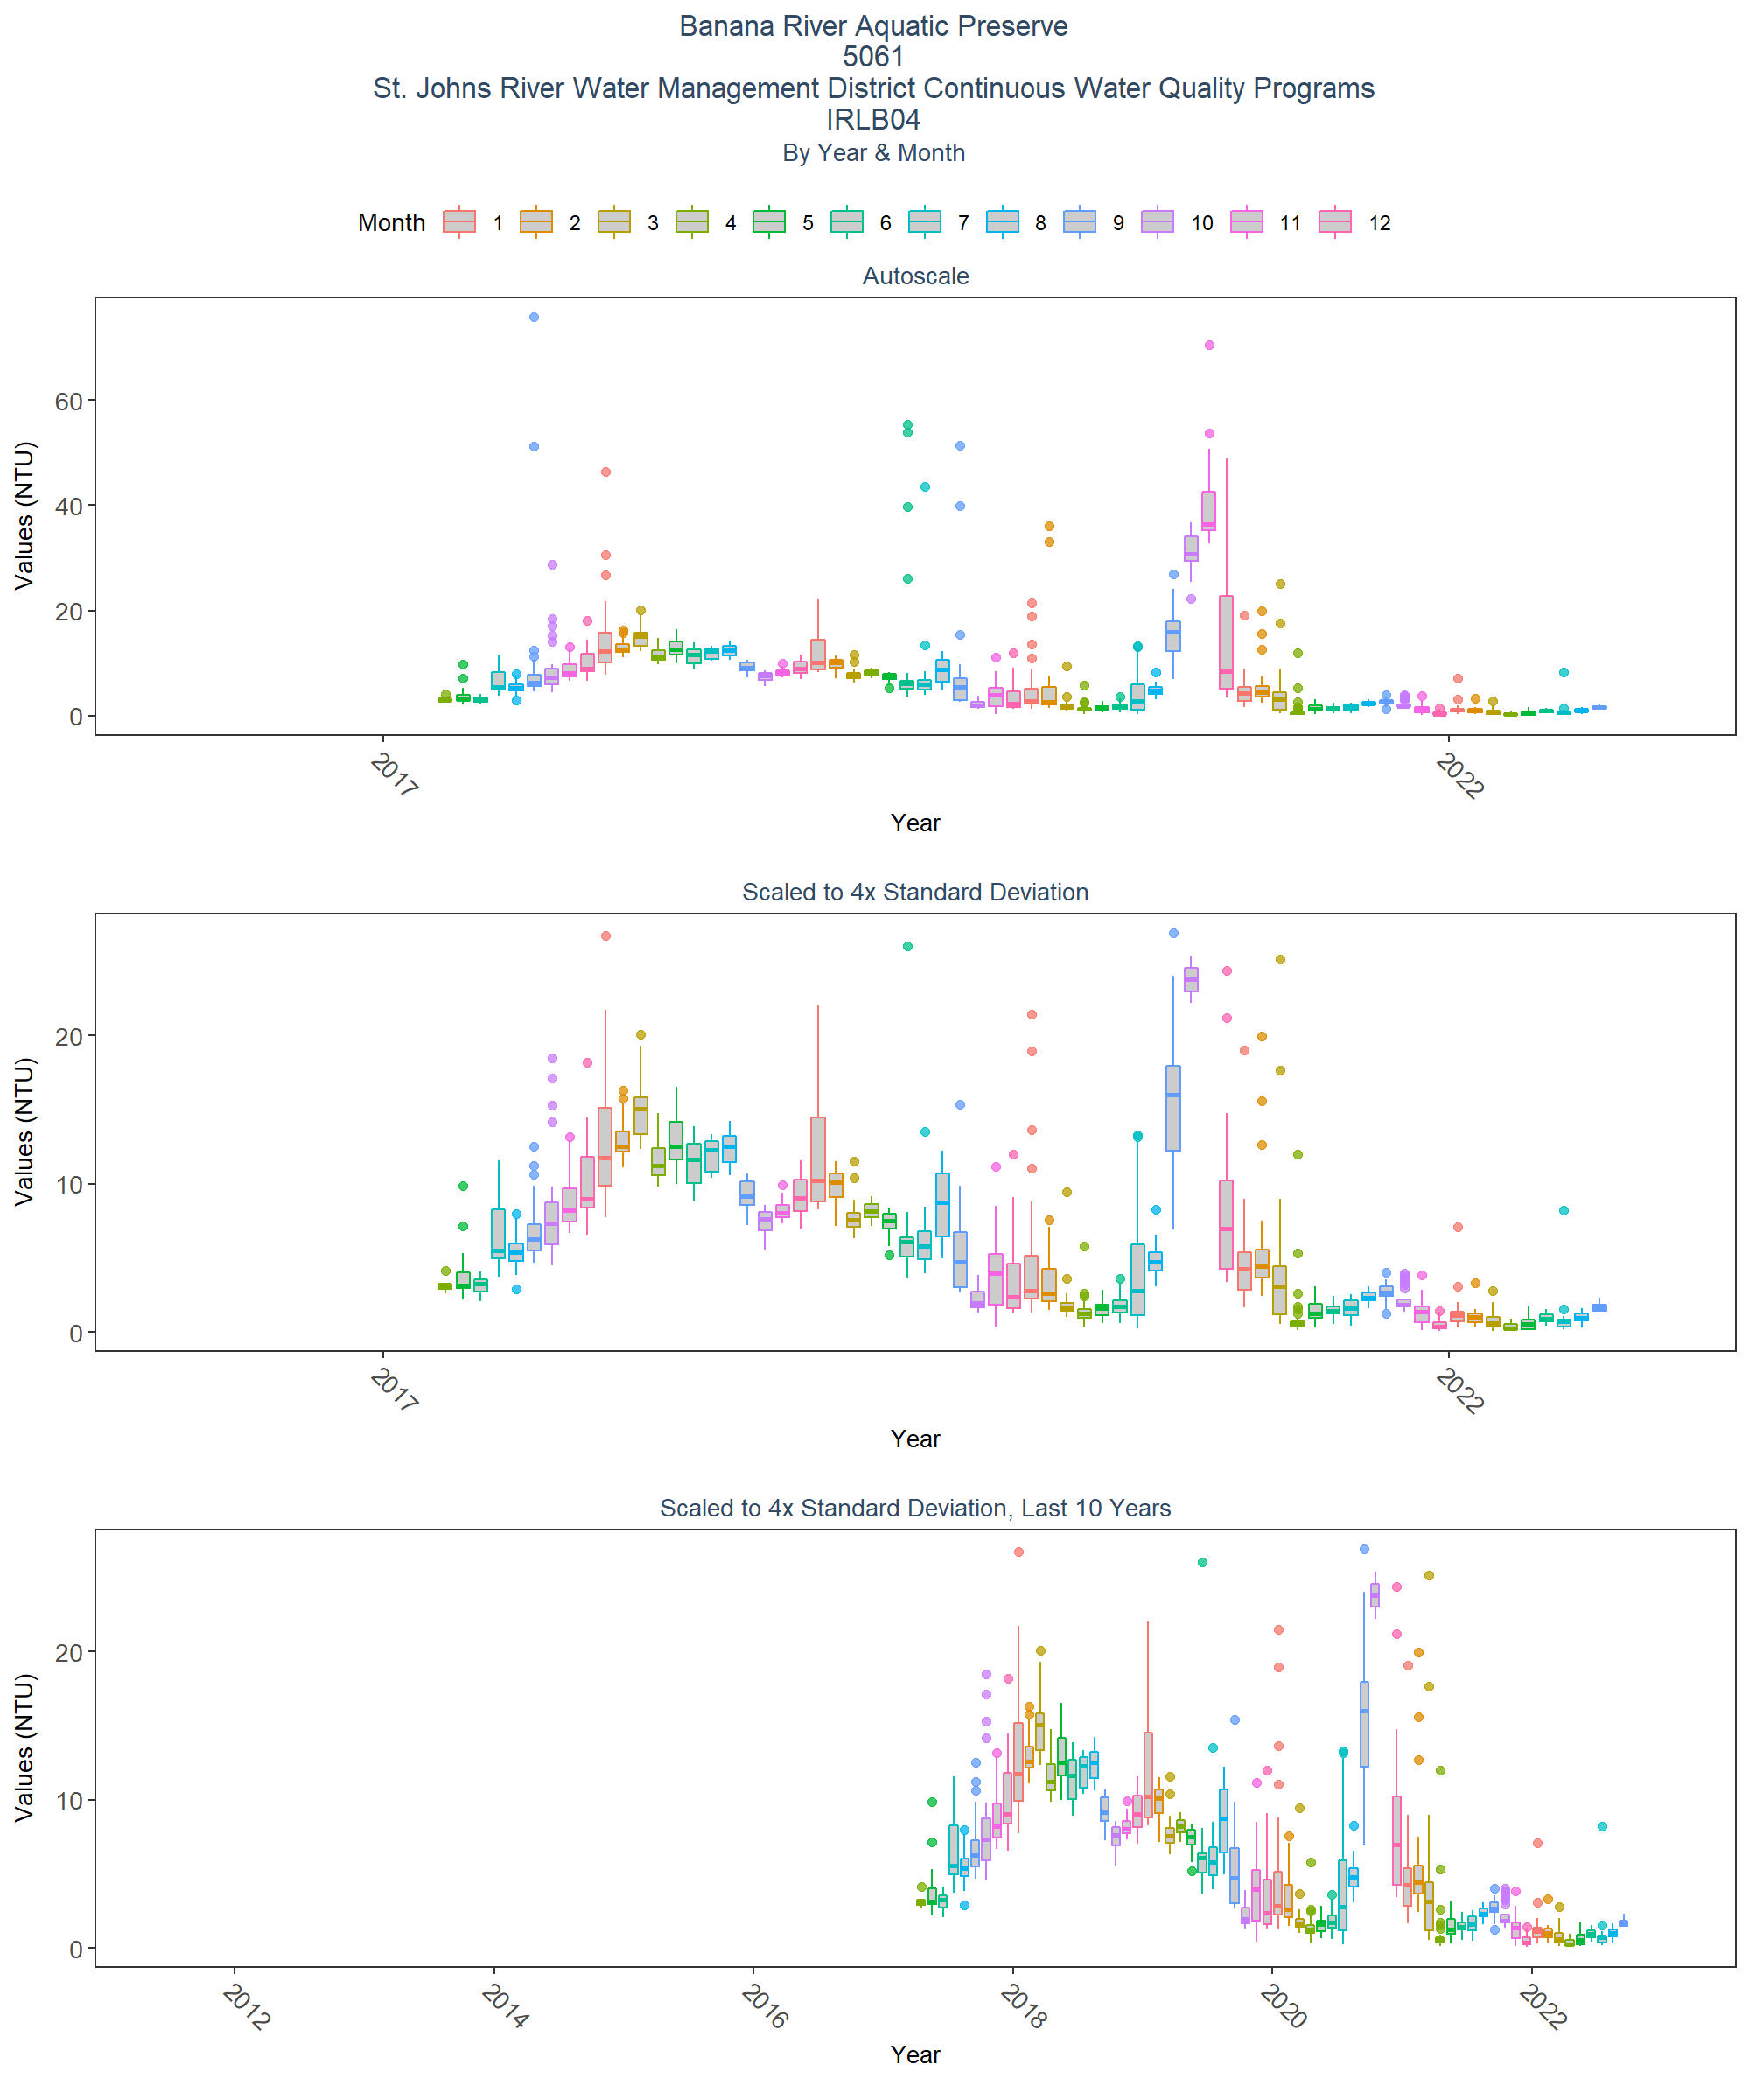 Banana River Aquatic Preserve
5061
St. Johns River Water Management District Continuous Water Quality Programs
IRLB04
By Year & Month
Month 1 2 3 4 5 6 7 8 9 10 11 12
Autoscale
Values (NTU)
60
40
20
0
2017 2022
Year
Scaled to 4x Standard Deviation
Values (NTU)
20
10
0
2017 2022
Year
Scaled to 4x Standard Deviation, Last 10 Years
Values (NTU)
20
10
0
2012 2014 2016 2018 2020 2022
Year